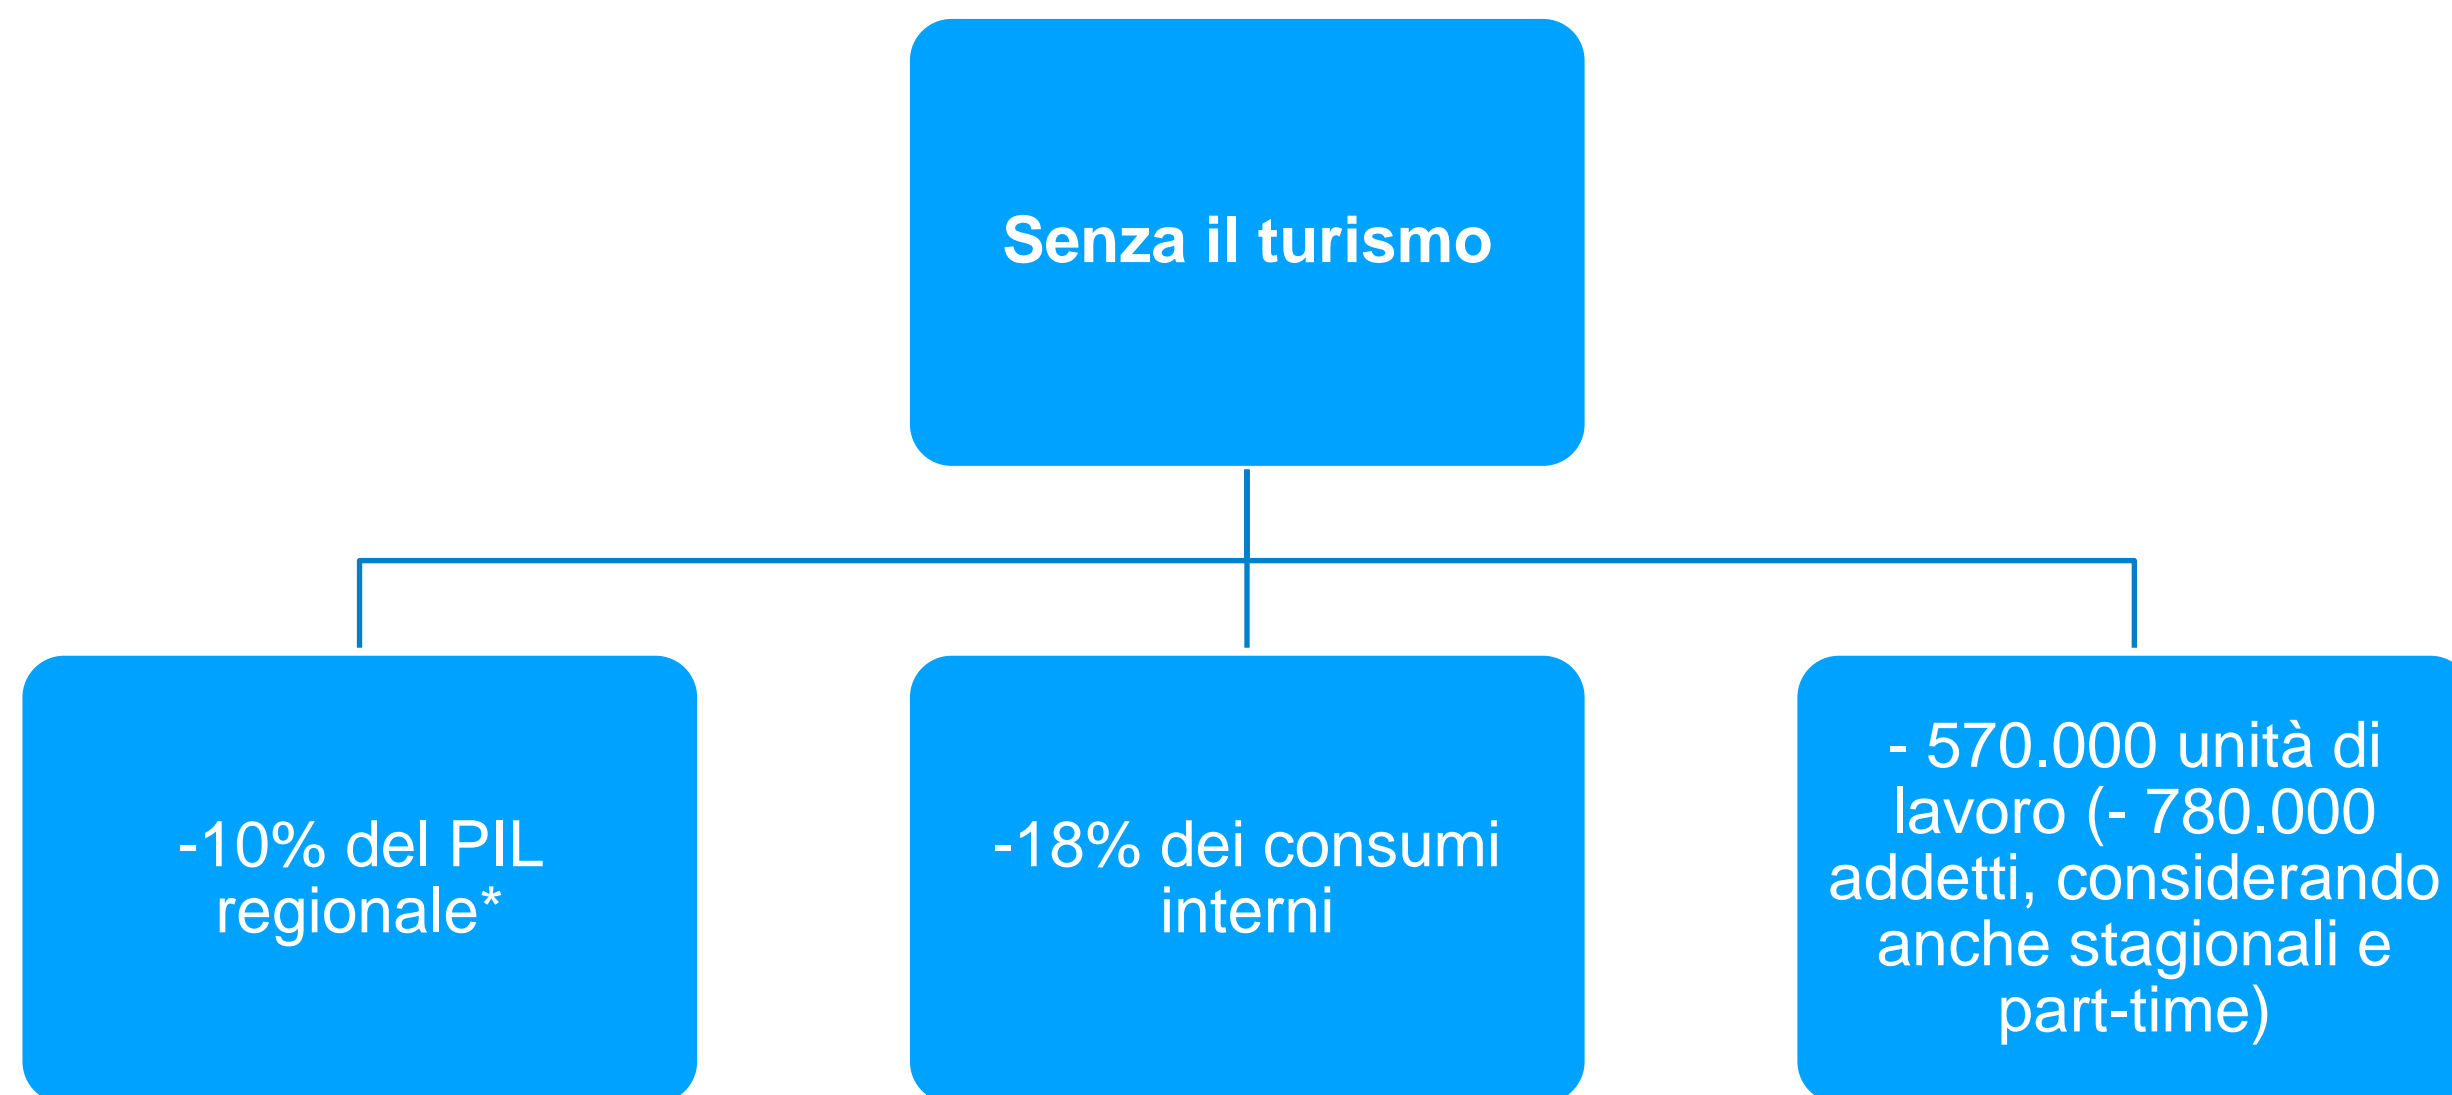 Senza il turismo
-10% del PIL
regionale*
-18% dei consumi
interni
- 570.000 unità di
lavoro (- 780.000
addetti, considerando
anche stagionali e
part-time)